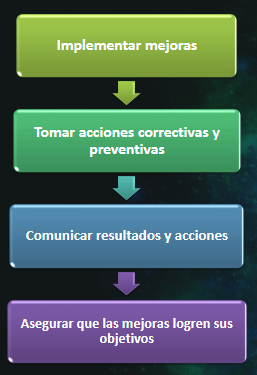 Implementar mejoras
Tomar acciones correctivas y
preventivas
Comunicar resultados y acciones
Asegurar que las mejoras logren sus
objetivos